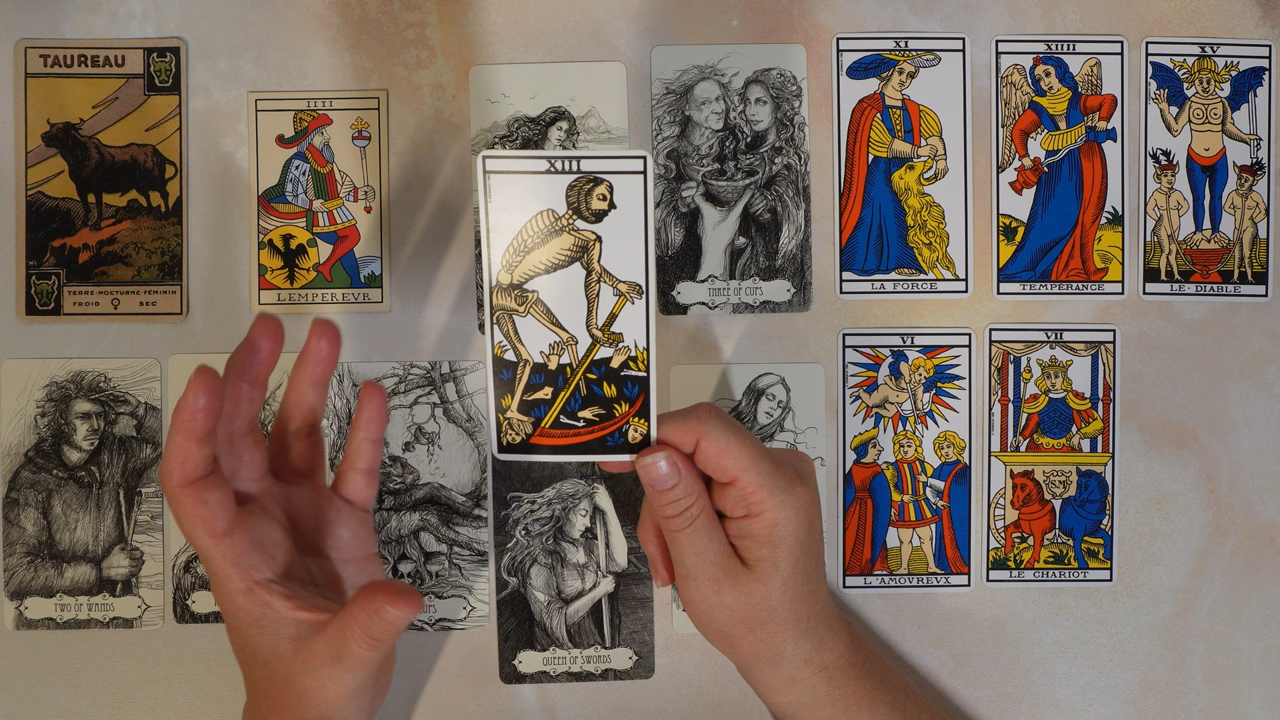 TAUREAU
TERRE·NOCTURNE·FÉMININ
FROID ♀ SEC
IIII
LEMPEREVR
XIII
THREE OF CUPS
XI
LA FORCE
XIIII
TEMPÉRANCE
XV
LE·DIABLE
TWO OF WANDS
CUPS
QUEEN OF SWORDS
VI
L'AMOVREVX
VII
S.M
LE CHARIOT